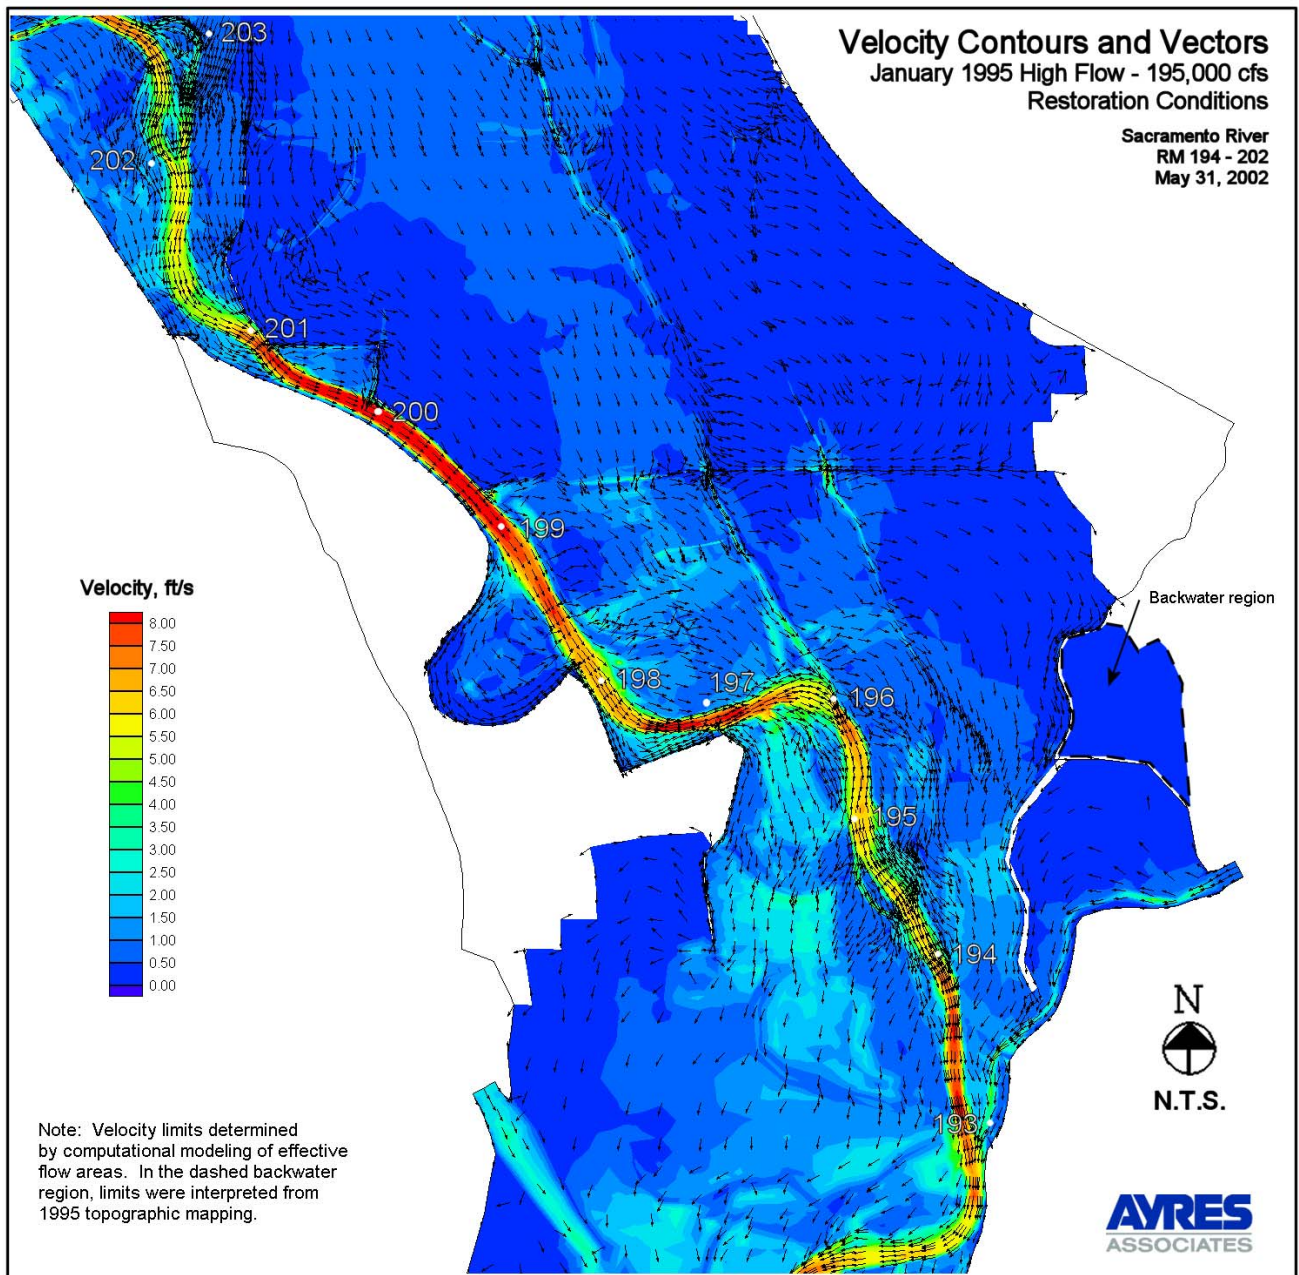 Velocity Contours and Vectors
January 1995 High Flow - 195,000 cfs
Restoration Conditions
Sacramento River
RM 194 - 202
May 31, 2002
203
202
201
200
199
198
197
196
195
194
193
Backwater region
Velocity, ft/s
8.00
7.50
7.00
6.50
6.00
5.50
5.00
4.50
4.00
3.50
3.00
2.50
2.00
1.50
1.00
0.50
0.00
N
N.T.S.
Note: Velocity limits determined
by computational modeling of effective
flow areas. In the dashed backwater
region, limits were interpreted from
1995 topographic mapping.
AYRES
ASSOCIATES